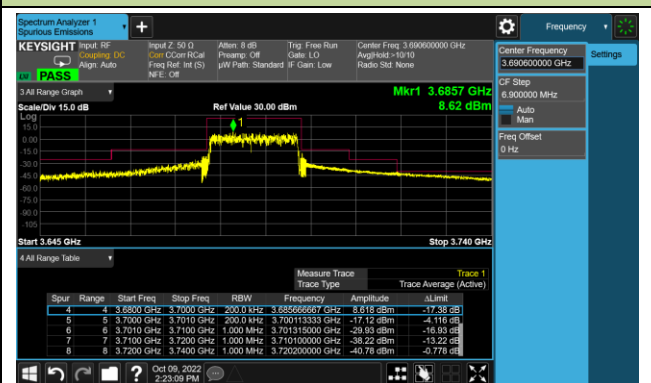 Spectrum Analyzer 1
Spurious Emissions
Frequency
KEYSIGHT Input: RF Input Z: 50 Ω Atten: 8 dB Trig: Free Run Center Freq: 3.690600000 GHz
Coupling: DC Corr CCorr RCal Preamp: Off Gate: LO Avg|Hold:>10/10
Align: Auto Freq Ref: Int (S) µW Path: Standard IF Gain: Low Radio Std: None
NFE: Off
PASS
Center Frequency
3.690600000 GHz
Settings
CF Step
6.900000 MHz
Auto
Man
Freq Offset
0 Hz
3 All Range Graph
Mkr1 3.6857 GHz
Scale/Div 15.0 dB Ref Value 30.00 dBm 8.62 dBm
Log
15.0
0.00
-15.0
-30.0
-45.0
-60.0
-75.0
-90.0
-105
1
Start 3.645 GHz Stop 3.740 GHz
4 All Range Table
Measure Trace Trace 1
Trace Type Trace Average (Active)
Spur Range Start Freq Stop Freq RBW Frequency Amplitude ΔLimit
4 4 3.6800 GHz 3.7000 GHz 200.0 kHz 3.685666667 GHz 8.618 dBm -17.38 dB
5 5 3.7000 GHz 3.7010 GHz 200.0 kHz 3.700113333 GHz -17.12 dBm -4.116 dB
6 6 3.7010 GHz 3.7100 GHz 1.000 MHz 3.701315000 GHz -29.93 dBm -16.93 dB
7 7 3.7100 GHz 3.7200 GHz 1.000 MHz 3.710100000 GHz -38.22 dBm -13.22 dB
8 8 3.7200 GHz 3.7400 GHz 1.000 MHz 3.720200000 GHz -40.78 dBm -0.778 dB
Oct 09, 2022
2:23:09 PM